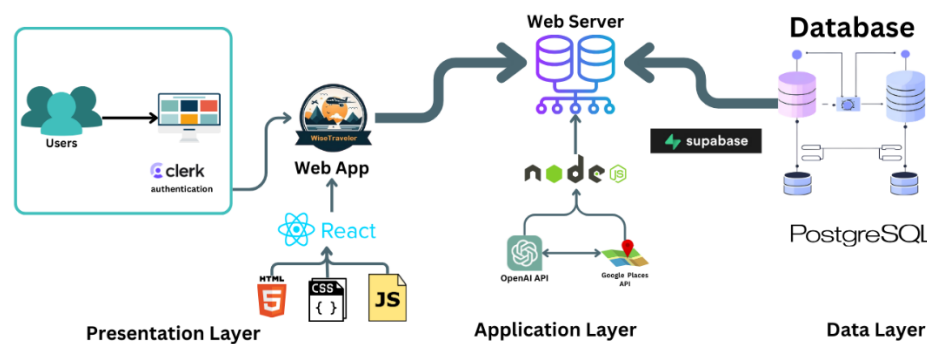 Web Server
Database
Users
clerk
authentication
WiseTraveler
Web App
supabase
node
JS
React
PostgreSQL
HTML
5
CSS
{ }
JS
OpenAI API
Google Places
API
Presentation Layer
Application Layer
Data Layer